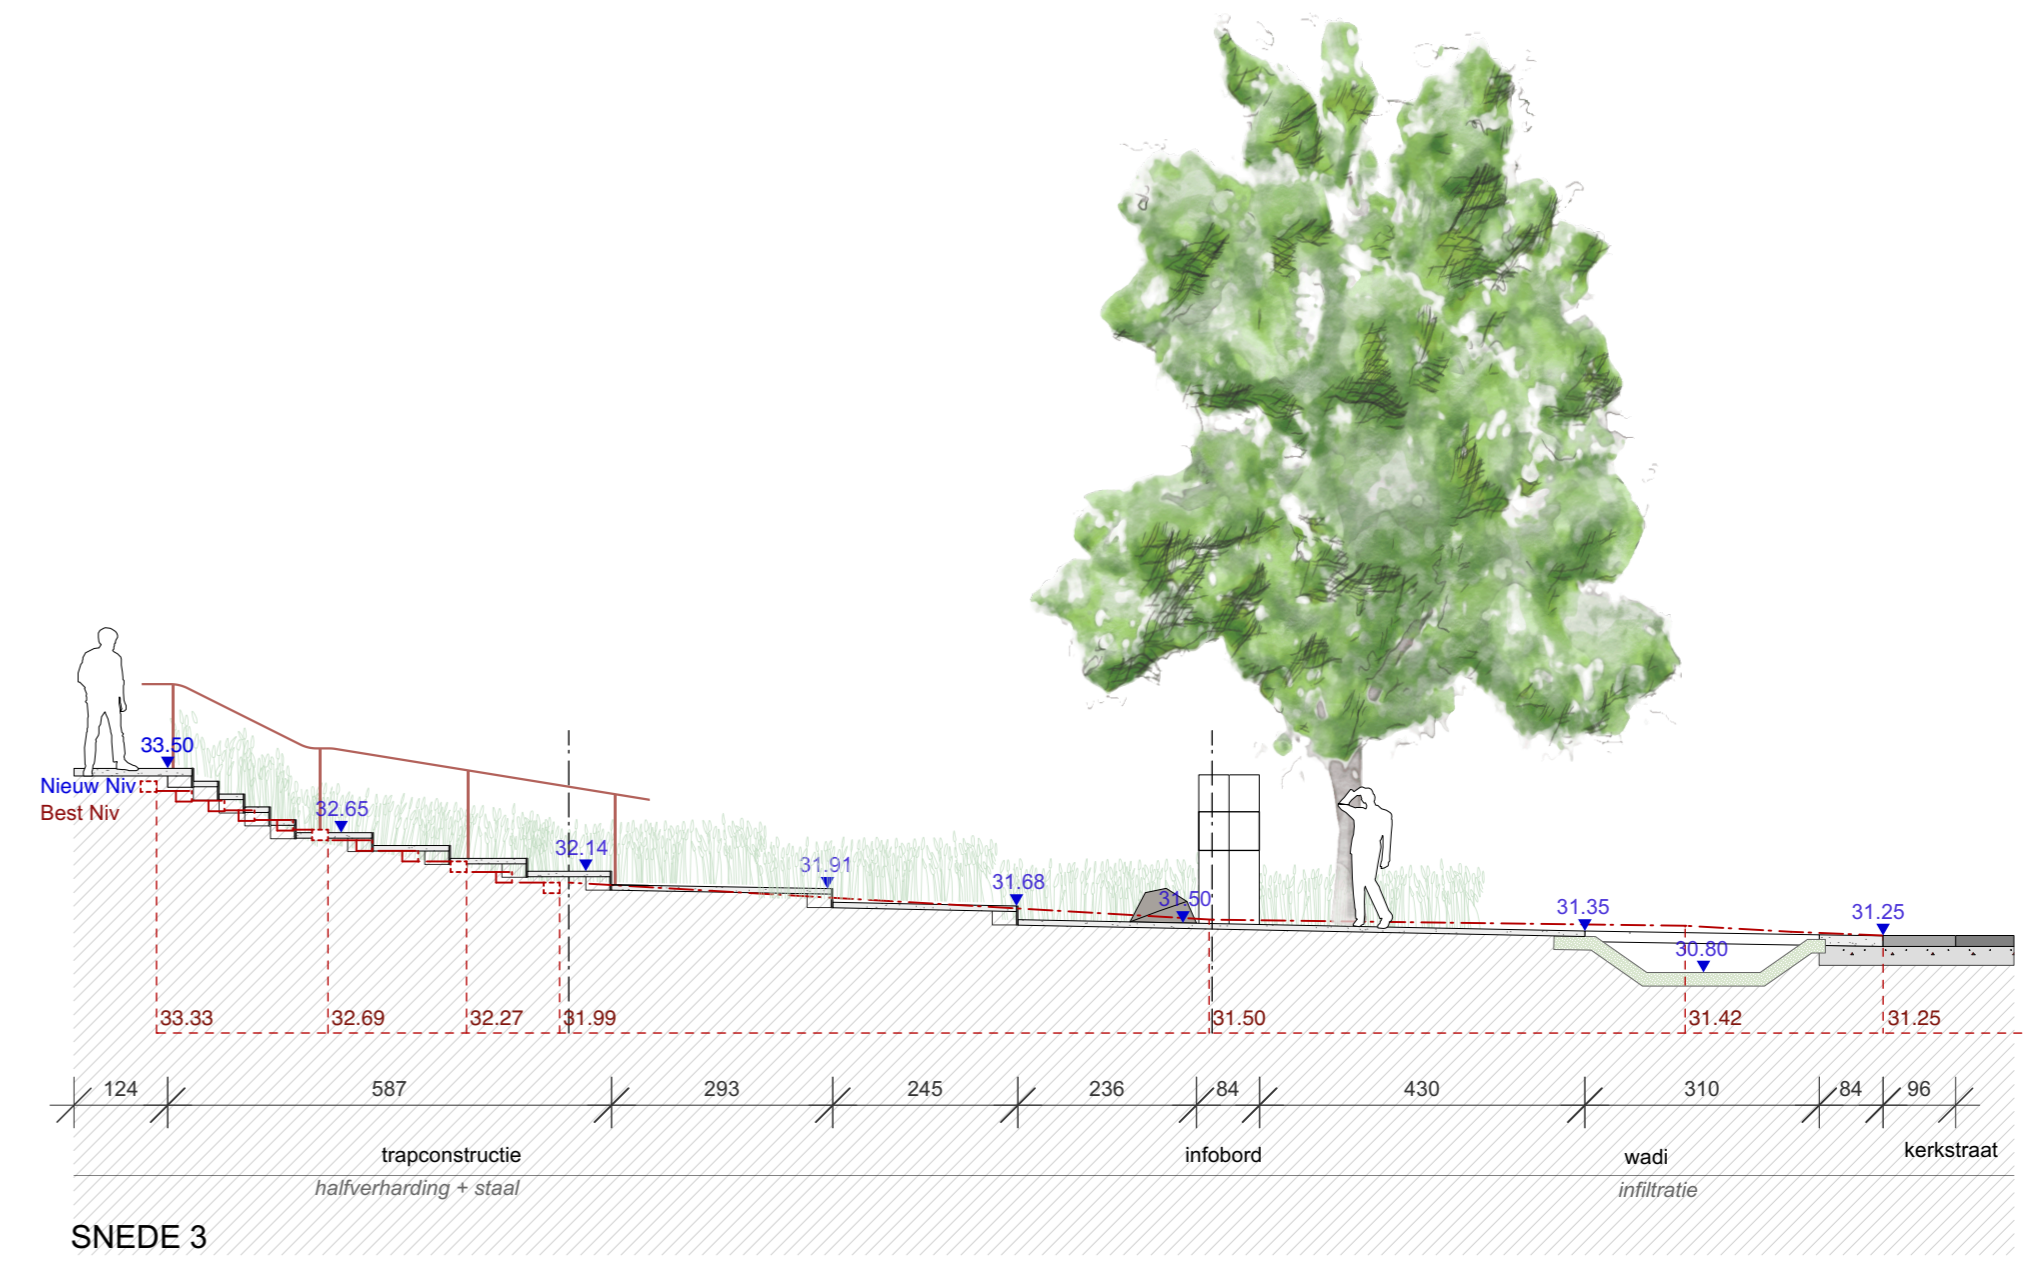 33.50
Nieuw Niv
Best Niv
32.65
32.14
31.91
31.68
31.50
31.35
31.25
30.80
33.33 32.69 32.27 31.99 31.50 31.42 31.25
124 587 293 245 236 84 430 310 84 96
trapconstructie infobord wadi kerkstraat
halfverharding + staal infiltratie
SNEDE 3